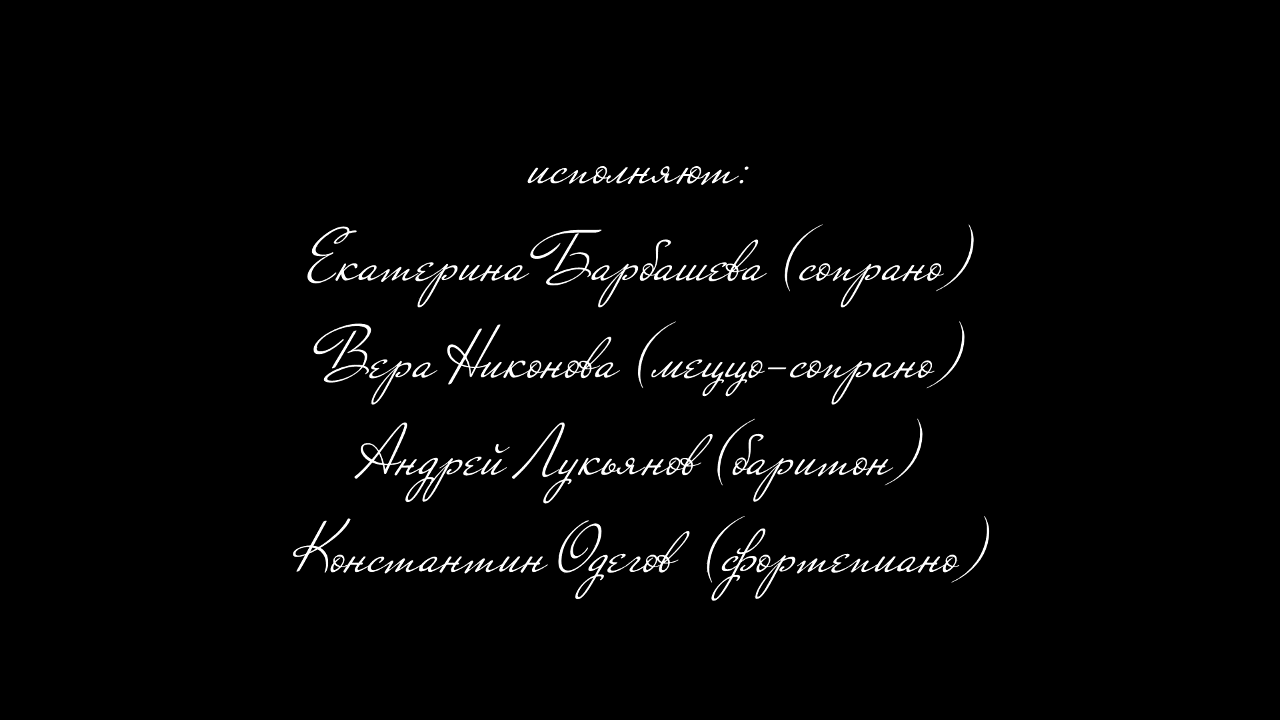 исполняют:
Екатерина Барбашева (сопрано)
Вера Никонова (меццо-сопрано)
Андрей Лукьянов (баритон)
Константин Одегов (фортепиано)